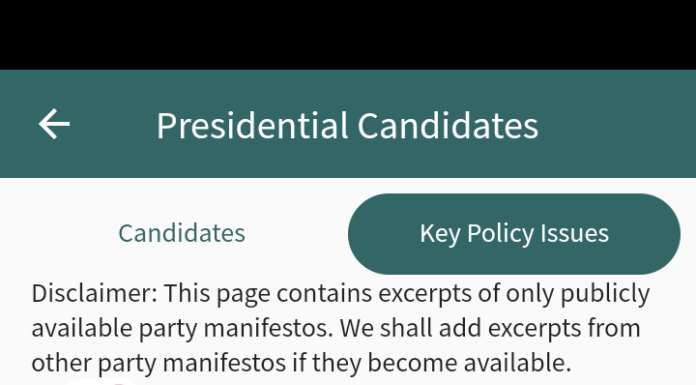 Presidential Candidates
Candidates
Key Policy Issues
Disclaimer: This page contains excerpts of only publicly
available party manifestos. We shall add excerpts from
other party manifestos if they become available.